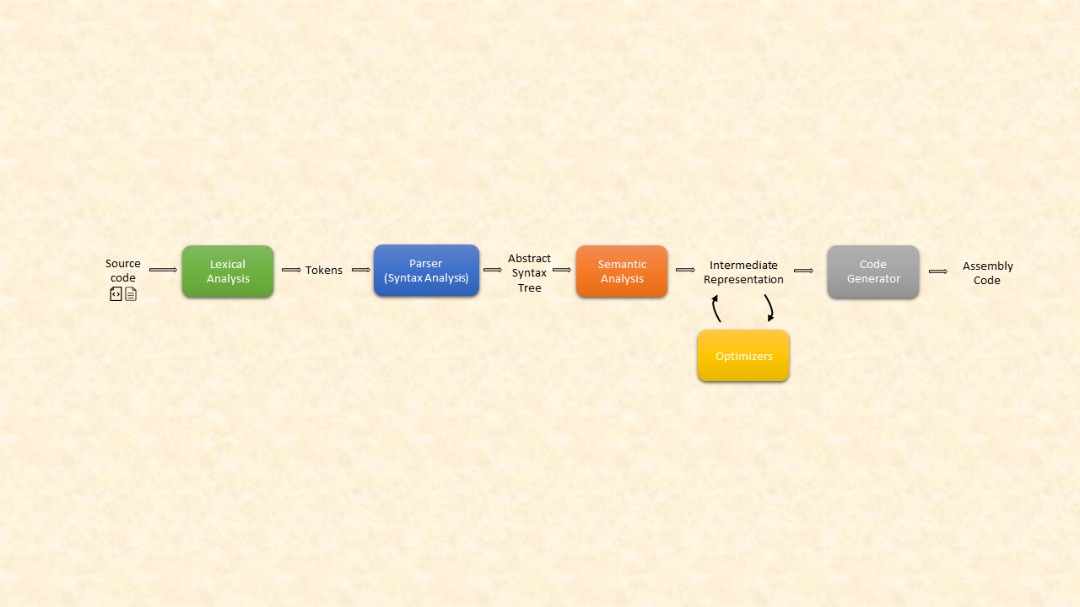 Source
code
Lexical
Analysis
Tokens
Parser
(Syntax Analysis)
Abstract
Syntax
Tree
Semantic
Analysis
Intermediate
Representation
Optimizers
Code
Generator
Assembly
Code